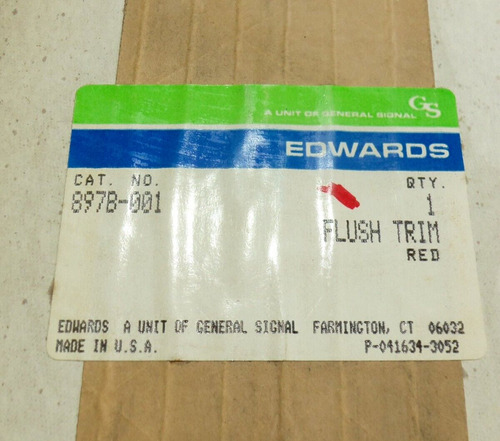 GS
A UNIT OF GENERAL SIGNAL
EDWARDS
CAT. NO. QTY.
897B-001 1
FLUSH TRIM
RED
EDWARDS A UNIT OF GENERAL SIGNAL FARMINGTON, CT 06032
MADE IN U.S.A. P-041634-3052